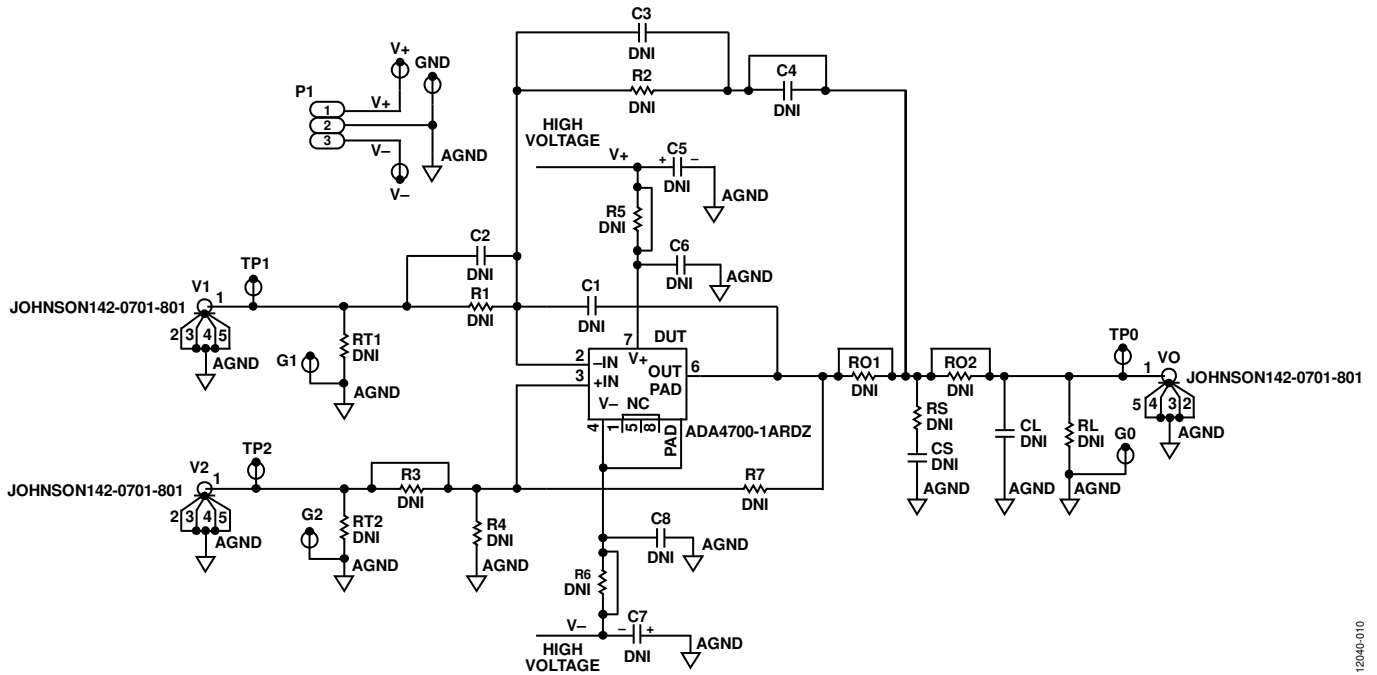 C3
DNI
R2
DNI
C4
DNI
V+
GND
P1
1
2
3
V+
V–
V–
AGND
HIGH
VOLTAGE
V+
C5
+
–
DNI
AGND
R5
DNI
C6
DNI
AGND
C2
DNI
TP1
V1
1
JOHNSON142-0701-801
2
3
4
5
AGND
G1
RT1
DNI
AGND
R1
DNI
C1
DNI
7
DUT
2
–IN
V+
3
+IN
OUT
6
PAD
V–
NC
4
1
5
8
PAD
ADA4700-1ARDZ
RO1
DNI
RO2
DNI
TP0
VO
1
JOHNSON142-0701-801
5
4
3
2
AGND
RS
DNI
CS
DNI
AGND
CL
DNI
AGND
RL
DNI
G0
AGND
TP2
V2
1
JOHNSON142-0701-801
2
3
4
5
AGND
G2
RT2
DNI
AGND
R3
DNI
R4
DNI
AGND
R7
DNI
C8
DNI
AGND
R6
DNI
V–
HIGH
VOLTAGE
C7
–
+
DNI
AGND
12040-010